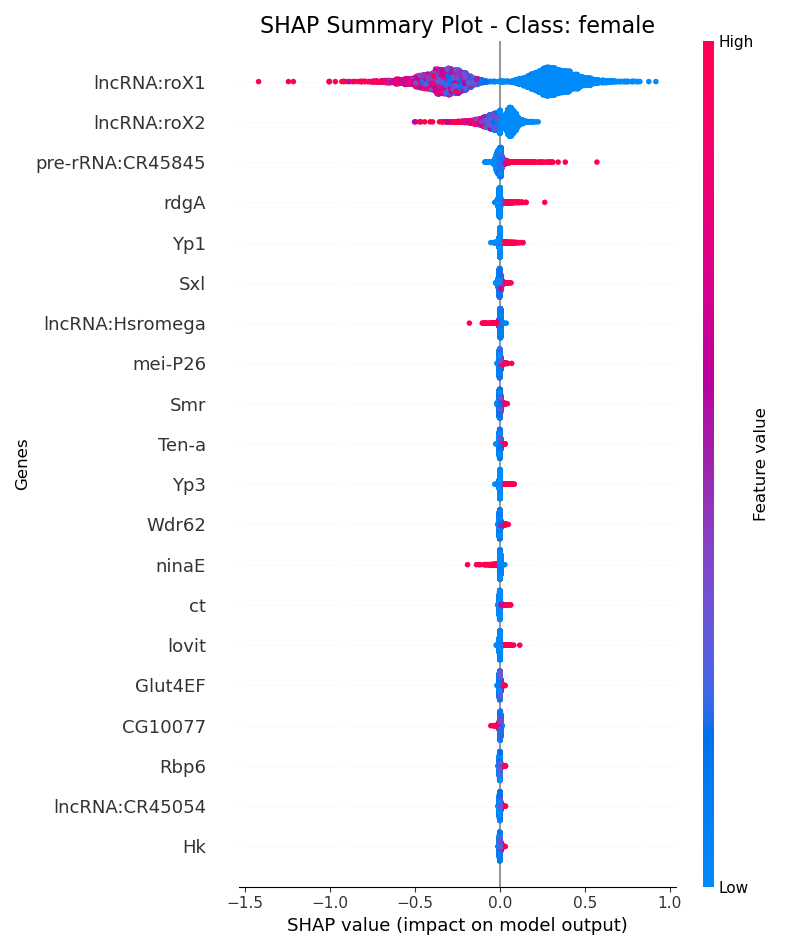 SHAP Summary Plot - Class: female
High
lncRNA:roX1
lncRNA:roX2
pre-rRNA:CR45845
rdgA
Yp1
Sxl
lncRNA:Hsromega
mei-P26
Smr
Ten-a
Yp3
Wdr62
ninaE
ct
lovit
Glut4EF
CG10077
Rbp6
lncRNA:CR45054
Hk
Genes
Feature value
Low
−1.5 −1.0 −0.5 0.0 0.5 1.0
SHAP value (impact on model output)